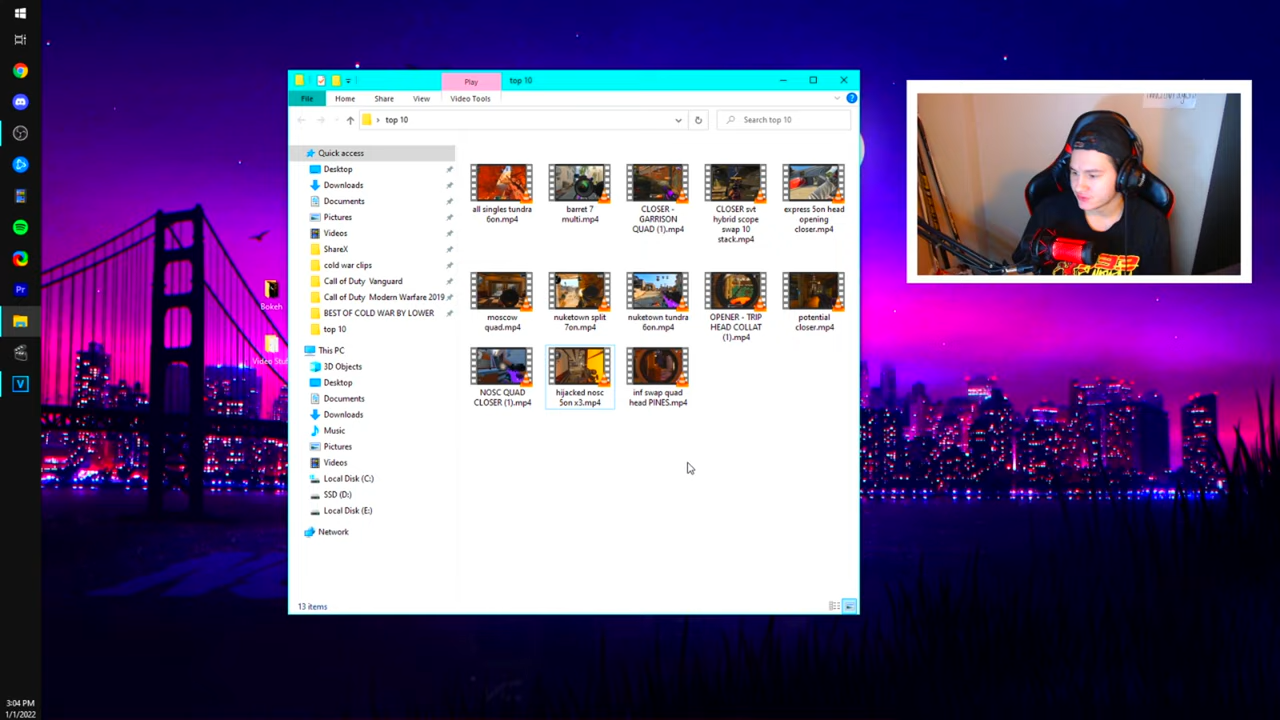 Play
top 10
File
Home
Share
View
Video Tools
top 10
Search top 10
Quick access
Desktop
Downloads
Documents
Pictures
Videos
ShareX
cold war clips
Call of Duty Vanguard
Call of Duty Modern Warfare 2019
BEST OF COLD WAR BY LOWER
top 10
This PC
3D Objects
Desktop
Documents
Downloads
Music
Pictures
Videos
Local Disk (C:)
SSD (D:)
Local Disk (E:)
Network
all singles tundra
6on.mp4
barret 7
multi.mp4
CLOSER -
GARRISON
QUAD (1).mp4
CLOSER svt
hybrid scope
swap 10
stack.mp4
express 5on head
opening
closer.mp4
moscow
quad.mp4
nuketown split
7on.mp4
nuketown tundra
6on.mp4
OPENER - TRIP
HEAD COLLAT
(1).mp4
potential
closer.mp4
NOSC QUAD
CLOSER (1).mp4
hijacked nosc
5on x3.mp4
inf swap quad
head PINES.mp4
13 items
Bokeh
Video Stu
Pr
V
3:04 PM
1/1/2022